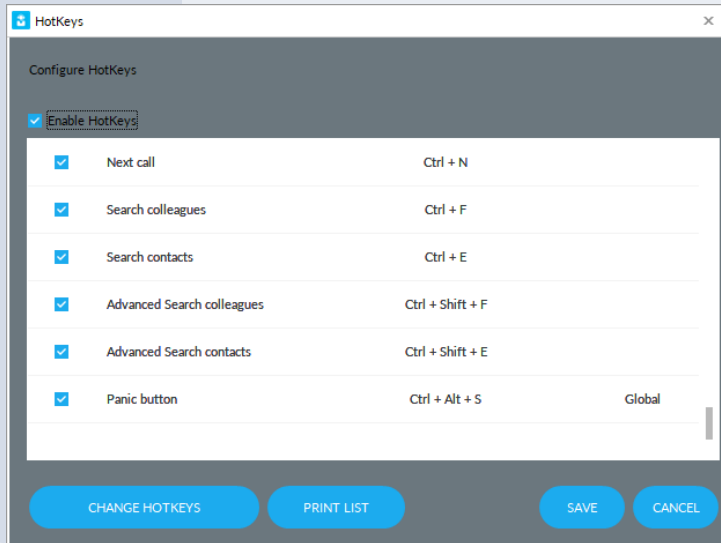 HotKeys
Configure HotKeys
Enable HotKeys
Next call Ctrl + N
Search colleagues Ctrl + F
Search contacts Ctrl + E
Advanced Search colleagues Ctrl + Shift + F
Advanced Search contacts Ctrl + Shift + E
Panic button Ctrl + Alt + S Global
CHANGE HOTKEYS PRINT LIST SAVE CANCEL